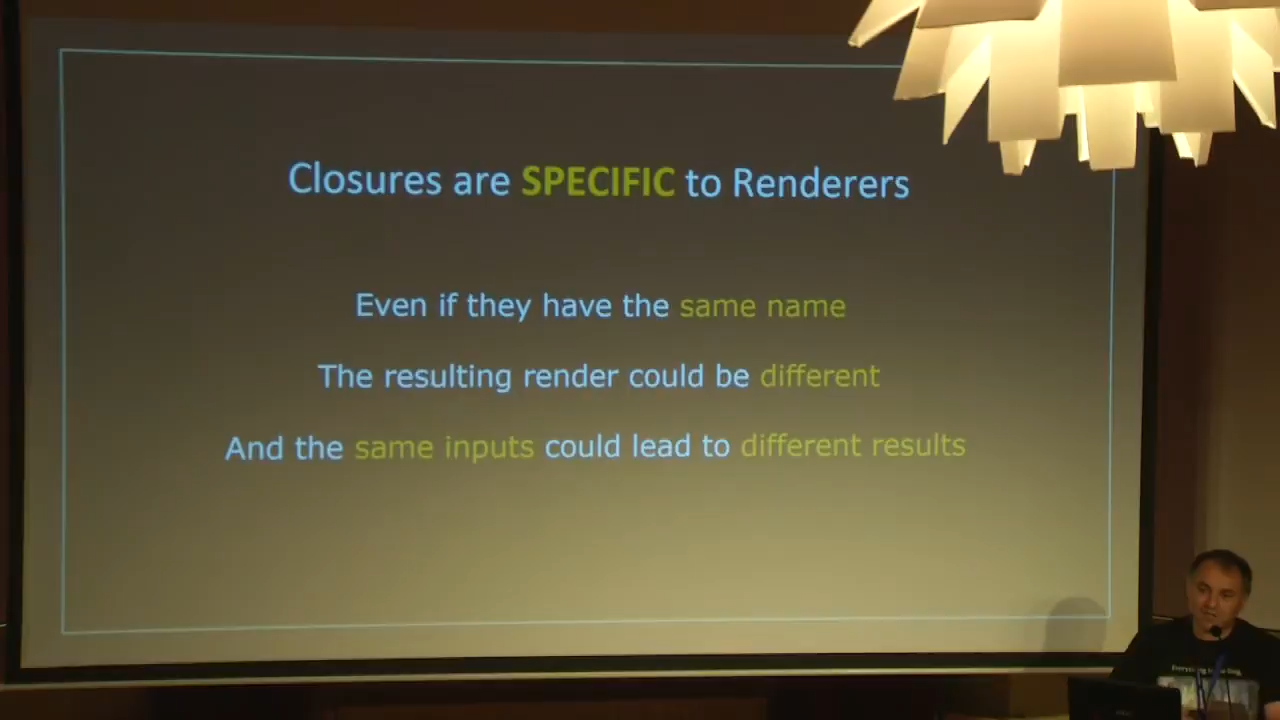 Closures are SPECIFIC to Renderers
Even if they have the same name
The resulting render could be different
And the same inputs could lead to different results